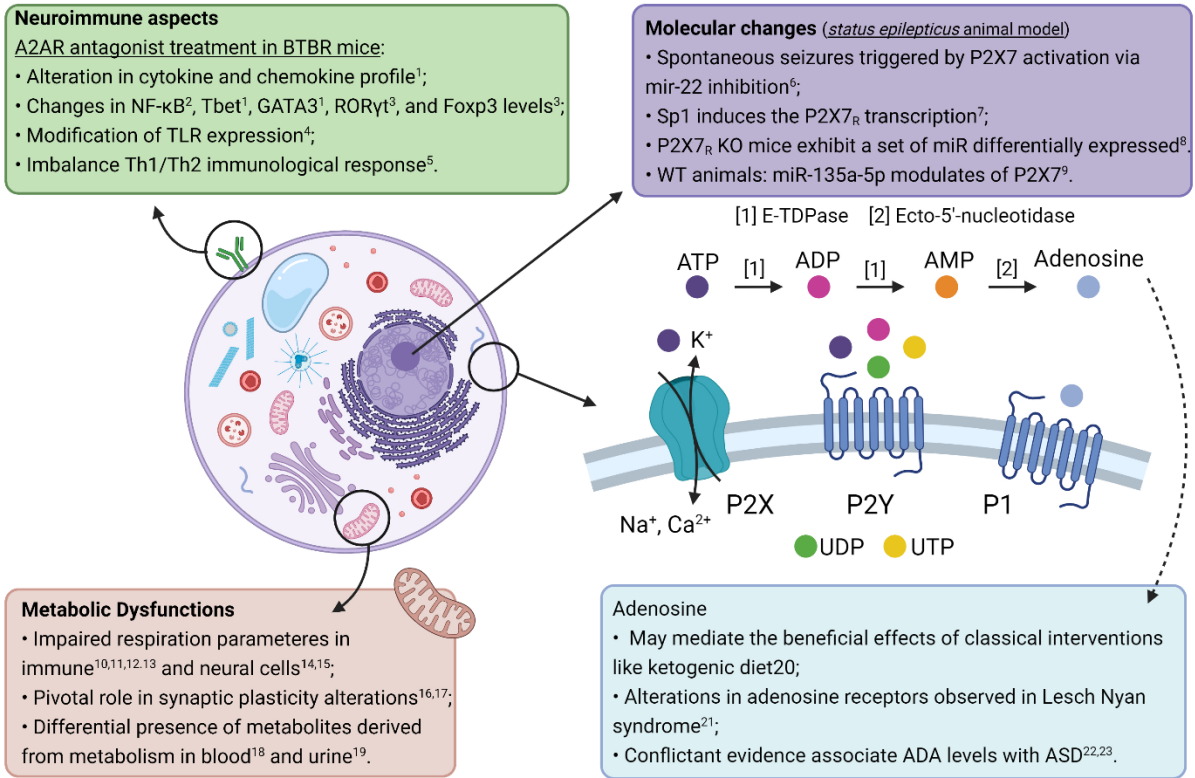 Neuroimmune aspects
A2AR antagonist treatment in BTBR mice:
• Alteration in cytokine and chemokine profile¹;
• Changes in NF-κB², Tbet¹, GATA3¹, RORγt³, and Foxp3 levels³;
• Modification of TLR expression⁴;
• Imbalance Th1/Th2 immunological response⁵.
Molecular changes (status epilepticus animal model)
• Spontaneous seizures triggered by P2X7 activation via
mir-22 inhibition⁶;
• Sp1 induces the P2X7R transcription⁷;
• P2X7R KO mice exhibit a set of miR differentially expressed⁸.
• WT animals: miR-135a-5p modulates of P2X7⁹.
[1] E-TDPase [2] Ecto-5'-nucleotidase
ATP [1] ADP [1] AMP [2] Adenosine
K⁺
P2X P2Y P1
Na⁺, Ca²⁺
UDP UTP
Metabolic Dysfunctions
• Impaired respiration parameteres in
immune¹⁰,¹¹,¹².¹³ and neural cells¹⁴,¹⁵;
• Pivotal role in synaptic plasticity alterations¹⁶,¹⁷;
• Differential presence of metabolites derived
from metabolism in blood¹⁸ and urine¹⁹.
Adenosine
• May mediate the beneficial effects of classical interventions
like ketogenic diet20;
• Alterations in adenosine receptors observed in Lesch Nyan
syndrome²¹;
• Conflictant evidence associate ADA levels with ASD²²,²³.